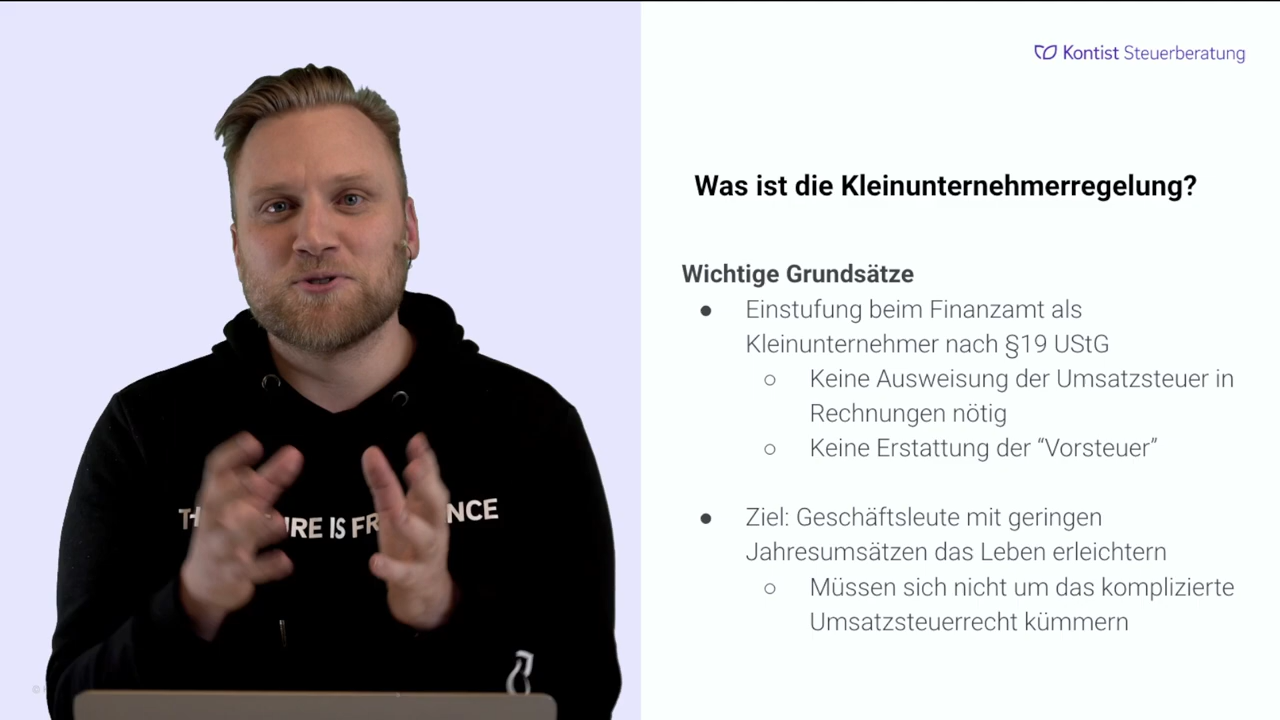 Kontist Steuerberatung
Was ist die Kleinunternehmerregelung?
Wichtige Grundsätze
● Einstufung beim Finanzamt als
Kleinunternehmer nach §19 UStG
○ Keine Ausweisung der Umsatzsteuer in
Rechnungen nötig
○ Keine Erstattung der “Vorsteuer”
● Ziel: Geschäftsleute mit geringen
Jahresumsätzen das Leben erleichtern
○ Müssen sich nicht um das komplizierte
Umsatzsteuerrecht kümmern
IS
©